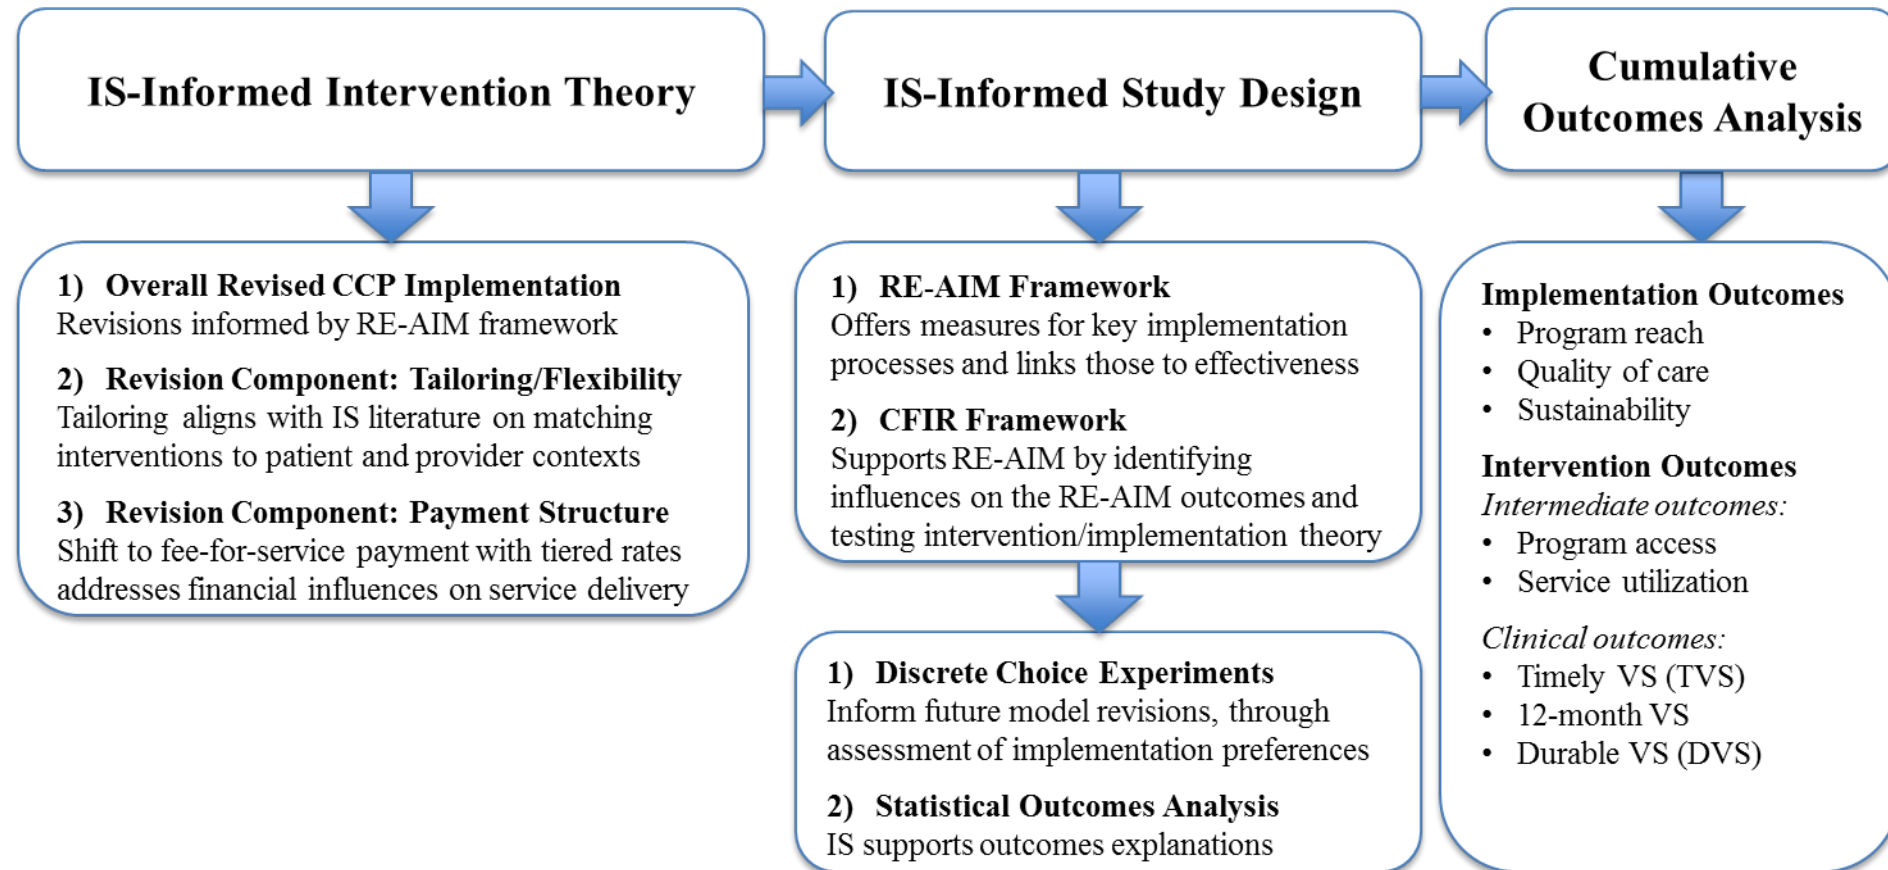 IS-Informed Intervention Theory
IS-Informed Study Design
Cumulative
Outcomes Analysis
1) Overall Revised CCP Implementation
Revisions informed by RE-AIM framework
2) Revision Component: Tailoring/Flexibility
Tailoring aligns with IS literature on matching
interventions to patient and provider contexts
3) Revision Component: Payment Structure
Shift to fee-for-service payment with tiered rates
addresses financial influences on service delivery
1) RE-AIM Framework
Offers measures for key implementation
processes and links those to effectiveness
2) CFIR Framework
Supports RE-AIM by identifying
influences on the RE-AIM outcomes and
testing intervention/implementation theory
1) Discrete Choice Experiments
Inform future model revisions, through
assessment of implementation preferences
2) Statistical Outcomes Analysis
IS supports outcomes explanations
Implementation Outcomes
• Program reach
• Quality of care
• Sustainability
Intervention Outcomes
Intermediate outcomes:
• Program access
• Service utilization
Clinical outcomes:
• Timely VS (TVS)
• 12-month VS
• Durable VS (DVS)